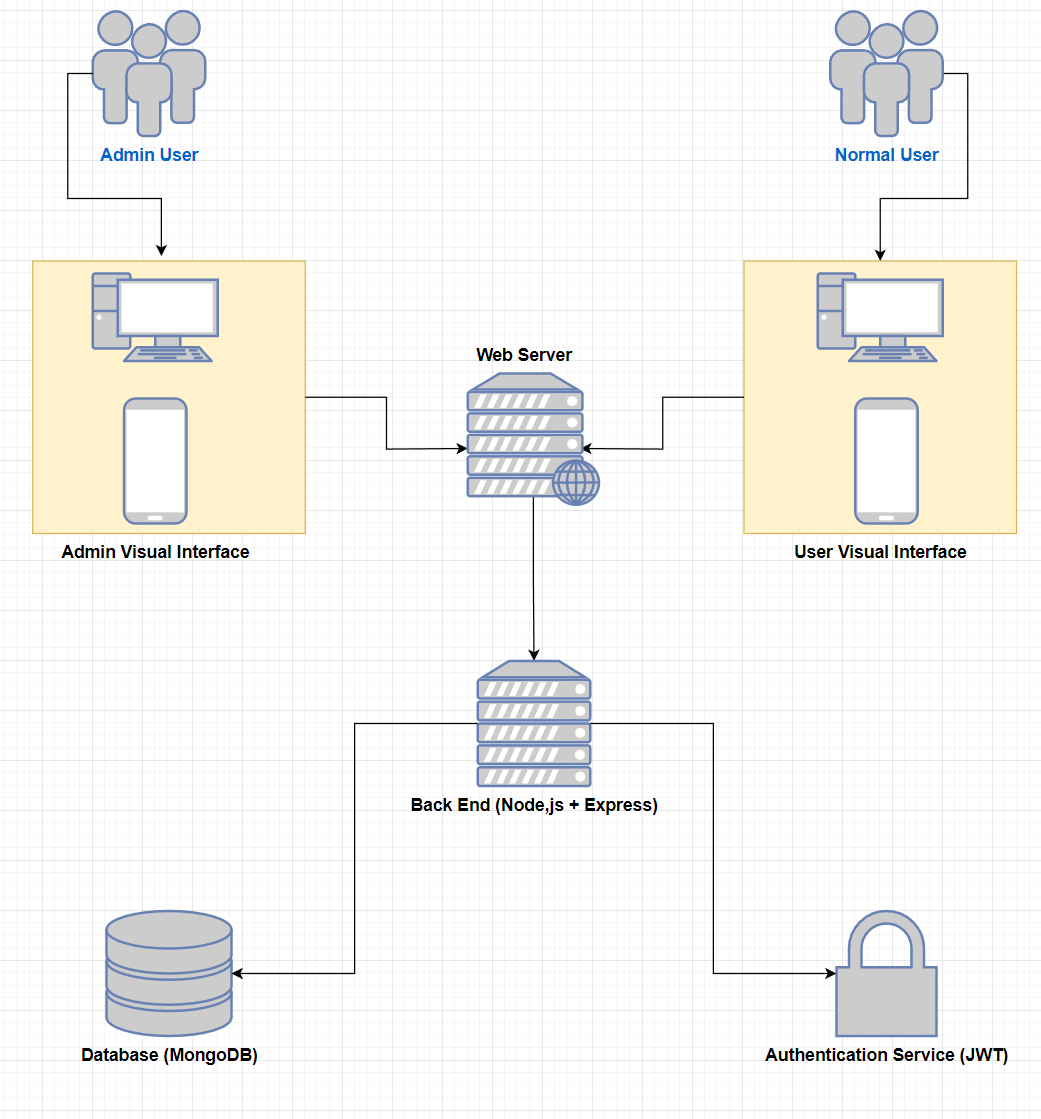 Admin User
Normal User
Web Server
Admin Visual Interface
User Visual Interface
Back End (Node,js + Express)
Database (MongoDB)
Authentication Service (JWT)